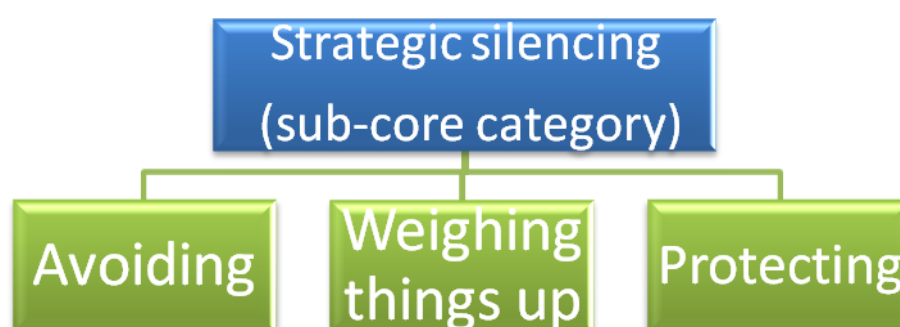 Strategic silencing
(sub-core category)
Avoiding
Weighing
things up
Protecting